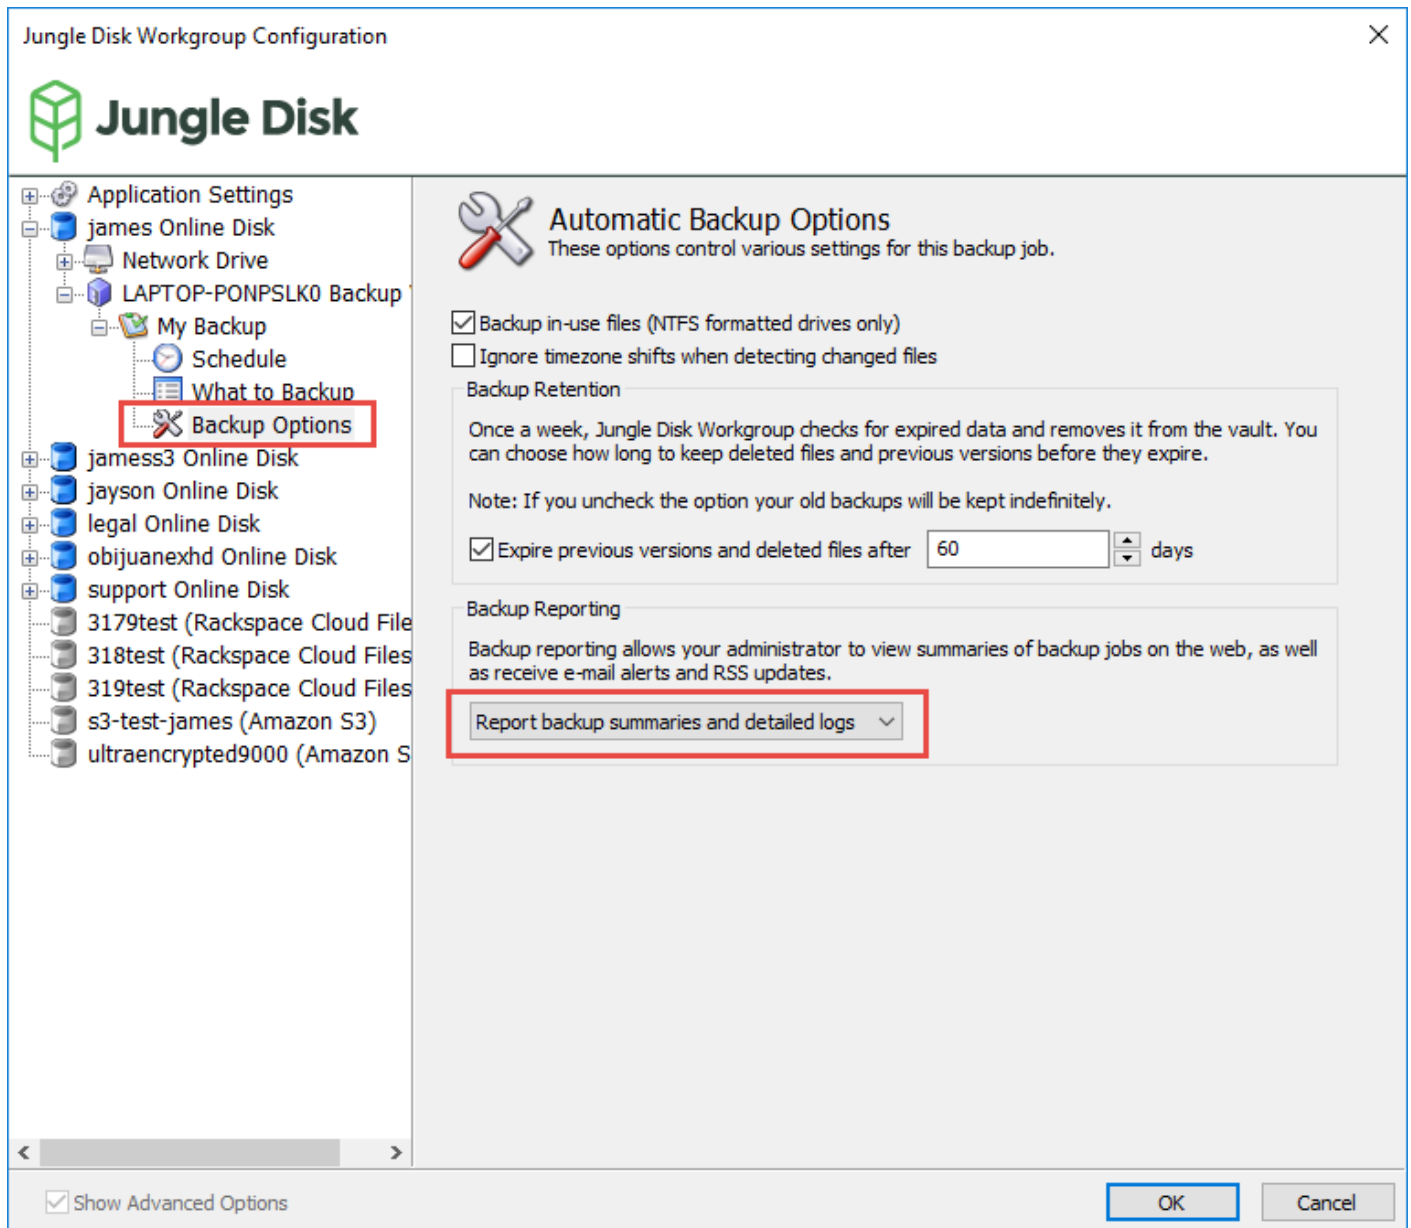 Jungle Disk Workgroup Configuration
Jungle Disk
Application Settings
james Online Disk
Network Drive
LAPTOP-PONPSLK0 Backup
My Backup
Schedule
What to Backup
Backup Options
jamess3 Online Disk
jayson Online Disk
legal Online Disk
obijuanexhd Online Disk
support Online Disk
3179test (Rackspace Cloud File
318test (Rackspace Cloud Files
319test (Rackspace Cloud Files
s3-test-james (Amazon S3)
ultraencrypted9000 (Amazon S
Automatic Backup Options
These options control various settings for this backup job.
Backup in-use files (NTFS formatted drives only)
Ignore timezone shifts when detecting changed files
Backup Retention
Once a week, Jungle Disk Workgroup checks for expired data and removes it from the vault. You
can choose how long to keep deleted files and previous versions before they expire.
Note: If you uncheck the option your old backups will be kept indefinitely.
Expire previous versions and deleted files after 60 days
Backup Reporting
Backup reporting allows your administrator to view summaries of backup jobs on the web, as well
as receive e-mail alerts and RSS updates.
Report backup summaries and detailed logs
Show Advanced Options
OK
Cancel